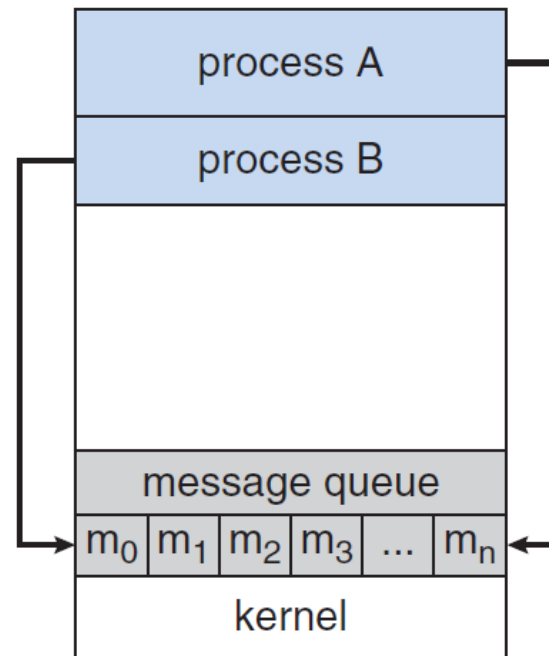 process A
process B
message queue
m₀ m₁ m₂ m₃ ... mₙ
kernel